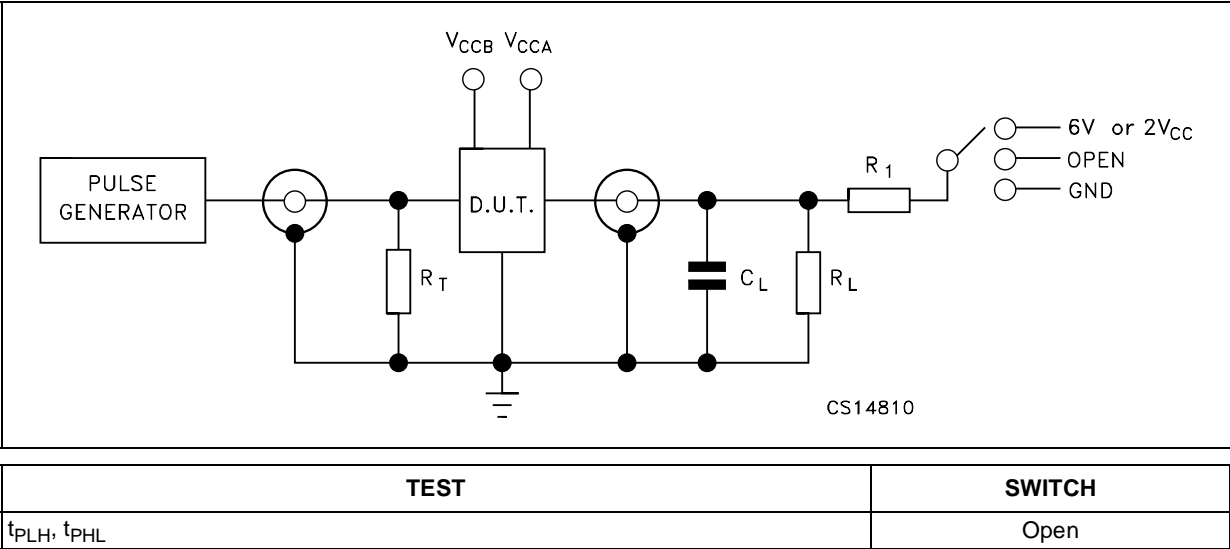 VCCB VCCA
6V or 2VCC
R1
OPEN
PULSE
GENERATOR
D.U.T.
GND
RT
CL
RL
CS14810
TEST SWITCH
tPLH, tPHL Open